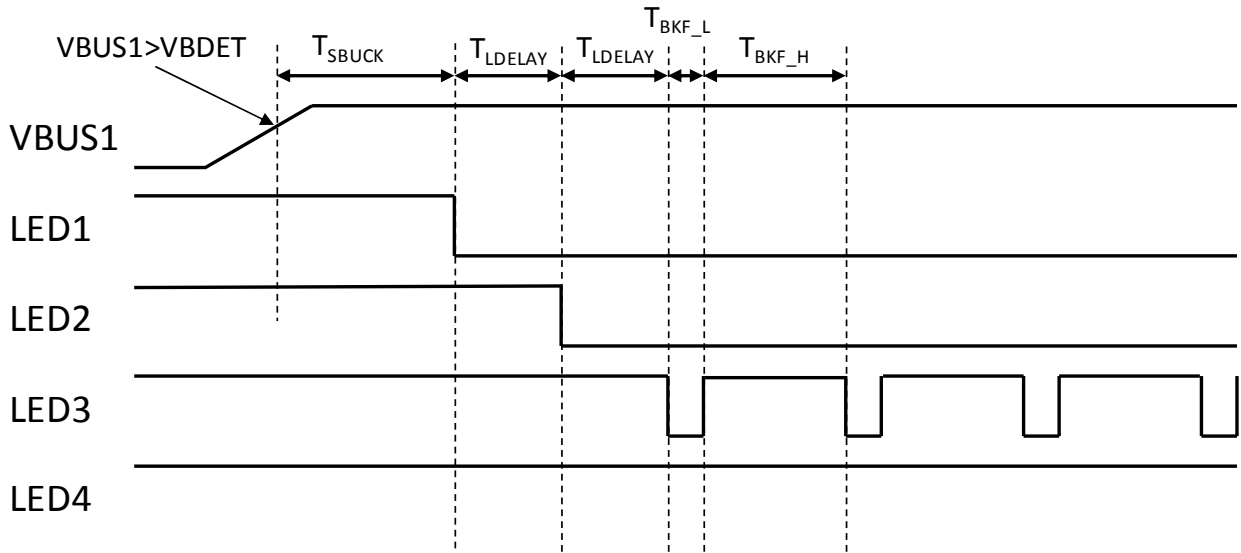 T_BKF_L
VBUS1>VBDET
T_SBUCK
T_LDELAY
T_LDELAY
T_BKF_H
VBUS1
LED1
LED2
LED3
LED4